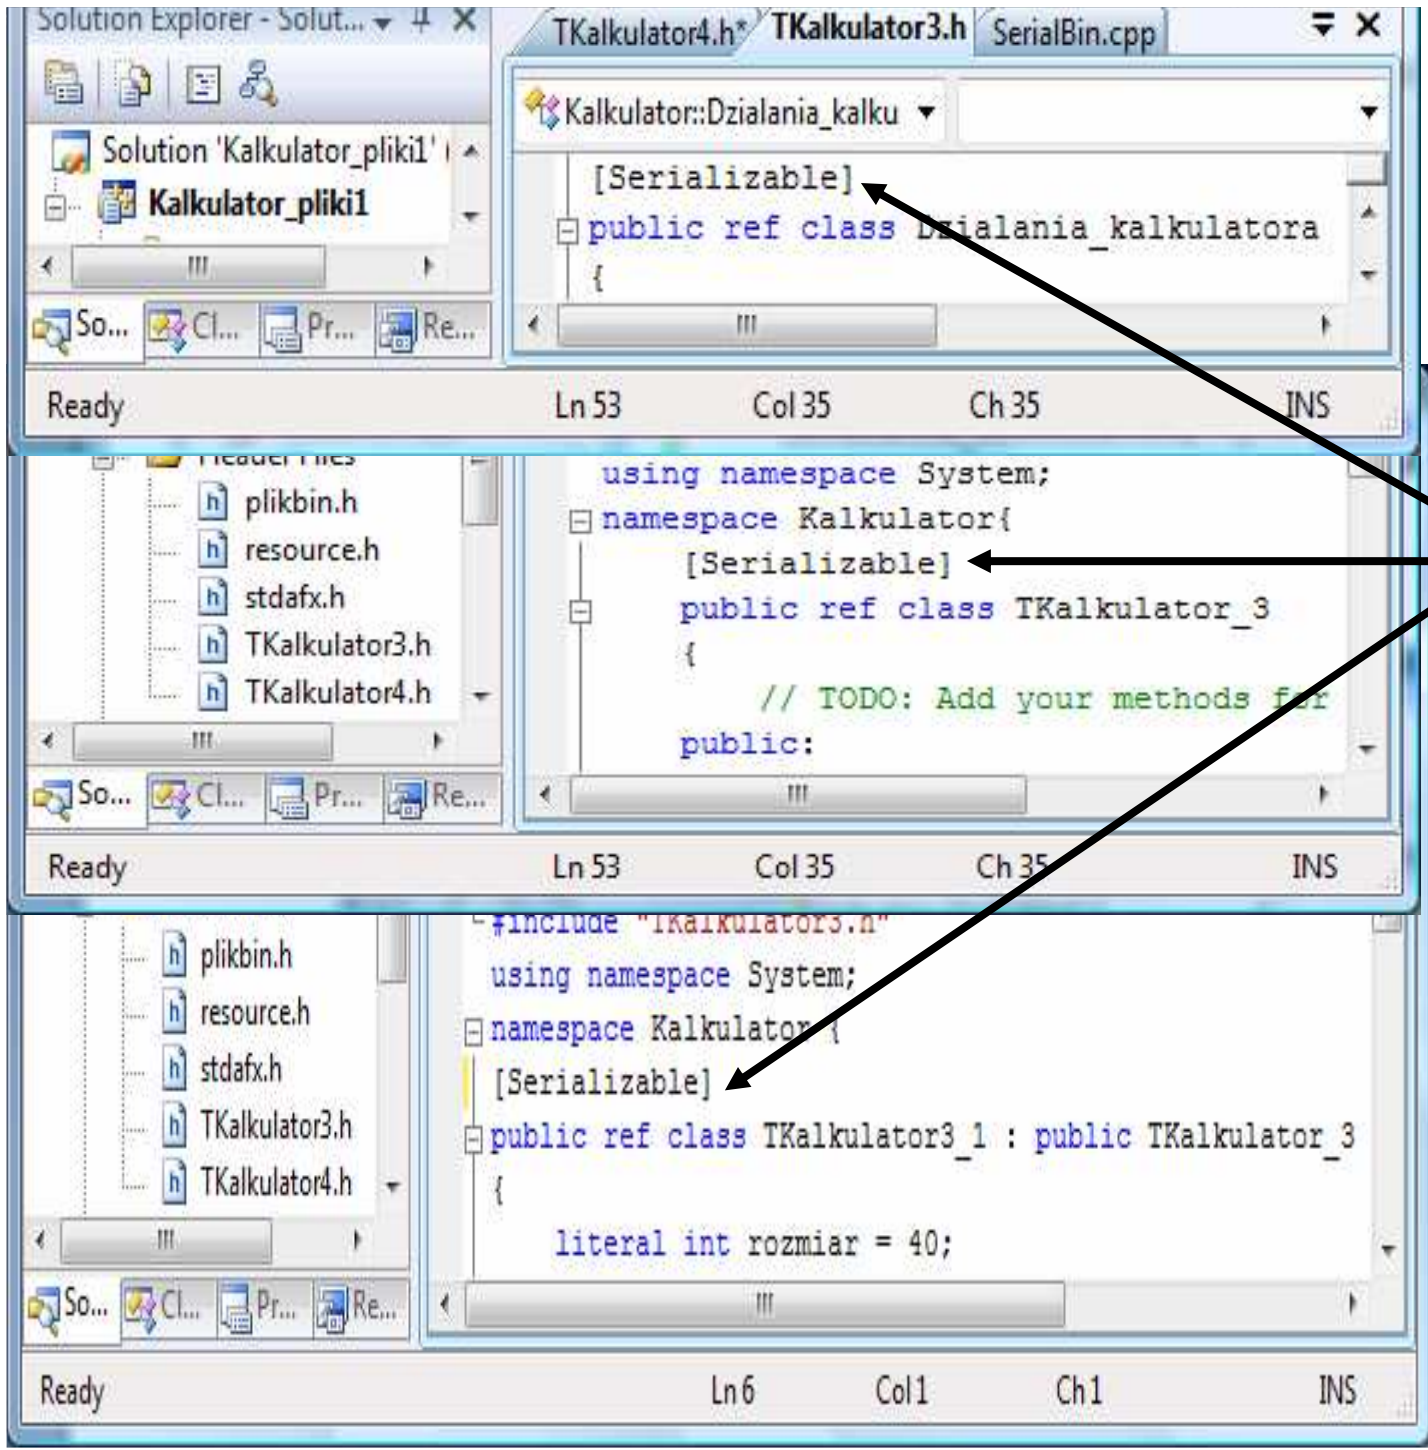 Solution Explorer - Solut...
TKalkulator4.h* TKalkulator3.h SerialBin.cpp
Kalkulator::Dzialania_kalku
Solution 'Kalkulator_pliki1' (
Kalkulator_pliki1
[Serializable]
public ref class Dzialania_kalkulatora
{
So... Cl... Pr... Re...
Ready Ln 53 Col 35 Ch 35 INS
Header Files
plikbin.h
resource.h
stdafx.h
TKalkulator3.h
TKalkulator4.h
using namespace System;
namespace Kalkulator{
[Serializable]
public ref class TKalkulator_3
{
// TODO: Add your methods for
public:
So... Cl... Pr... Re...
Ready Ln 53 Col 35 Ch 35 INS
plikbin.h
resource.h
stdafx.h
TKalkulator3.h
TKalkulator4.h
#include "TKalkulator3.h"
using namespace System;
namespace Kalkulator {
[Serializable]
public ref class TKalkulator3_1 : public TKalkulator_3
{
literal int rozmiar = 40;
So... Cl... Pr... Re...
Ready Ln 6 Col 1 Ch 1 INS